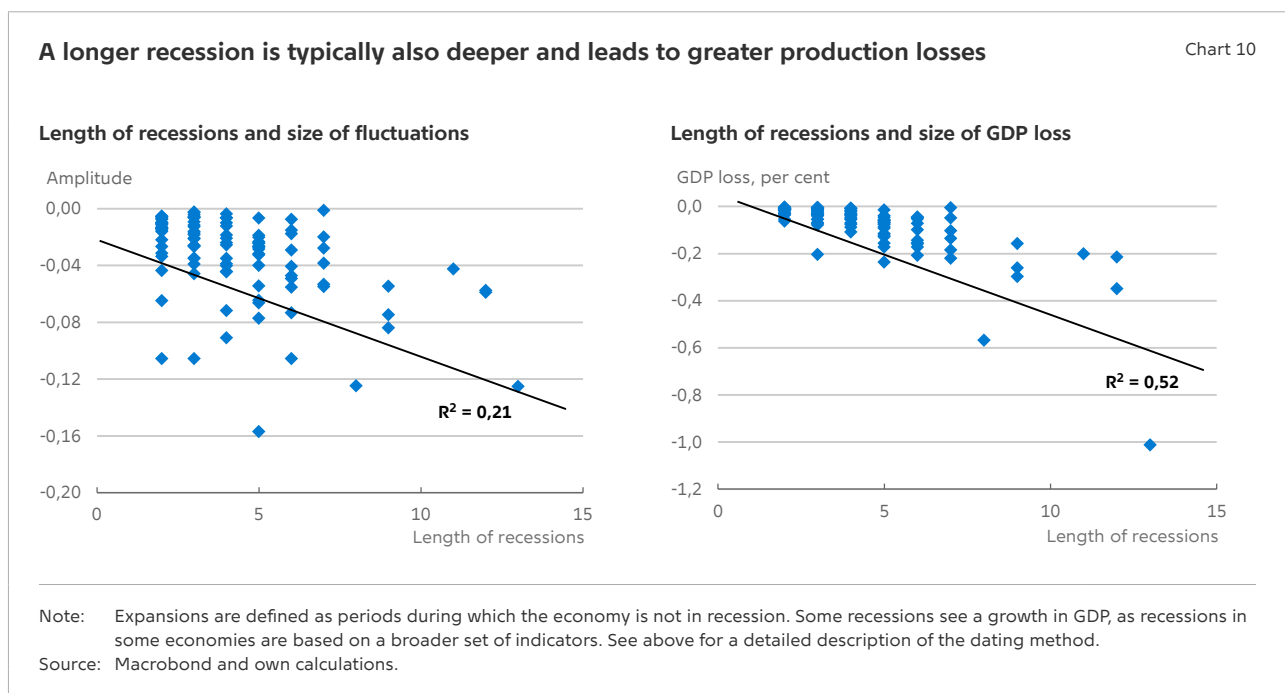 A longer recession is typically also deeper and leads to greater production losses
Chart 10
Length of recessions and size of fluctuations
Amplitude
0,00
-0,04
-0,08
-0,12
-0,16
-0,20
R² = 0,21
0
5
10
15
Length of recessions
Length of recessions and size of GDP loss
GDP loss, per cent
0,0
-0,2
-0,4
-0,6
-0,8
-1,0
-1,2
R² = 0,52
0
5
10
15
Length of recessions
Note: Expansions are defined as periods during which the economy is not in recession. Some recessions see a growth in GDP, as recessions in
some economies are based on a broader set of indicators. See above for a detailed description of the dating method.
Source: Macrobond and own calculations.